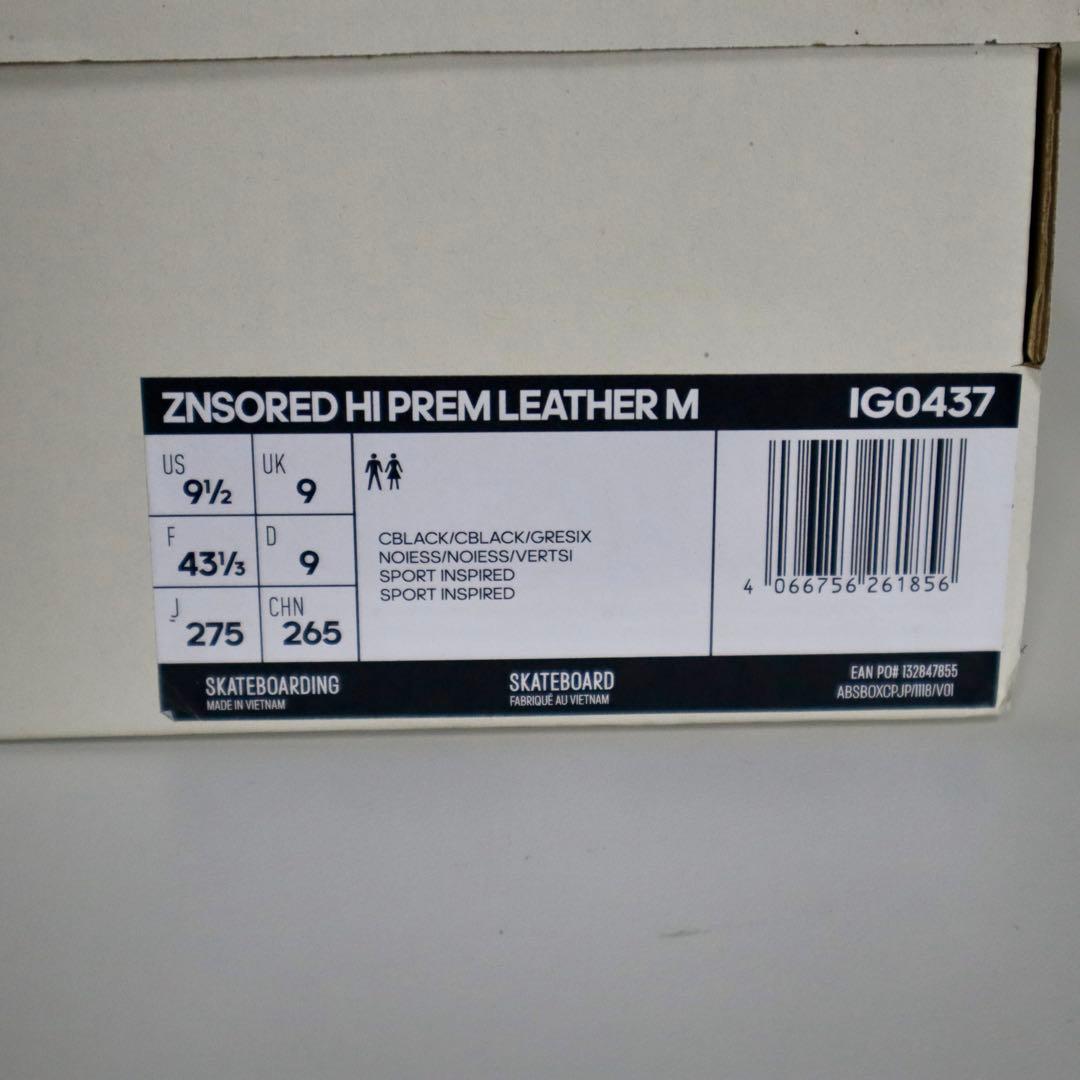 ZNSORED HI PREM LEATHER M IG0437
US 9½ UK 9
F 43⅓ D 9
J 275 CHN 265
CBLACK/CBLACK/GRESIX
NOIESS/NOIESS/VERTSI
SPORT INSPIRED
SPORT INSPIRED
4 066756 261856
SKATEBOARDING
MADE IN VIETNAM
SKATEBOARD
FABRIQUÉ AU VIETNAM
EAN PO# 132847855
ABSBOXCPJP/1118/V01